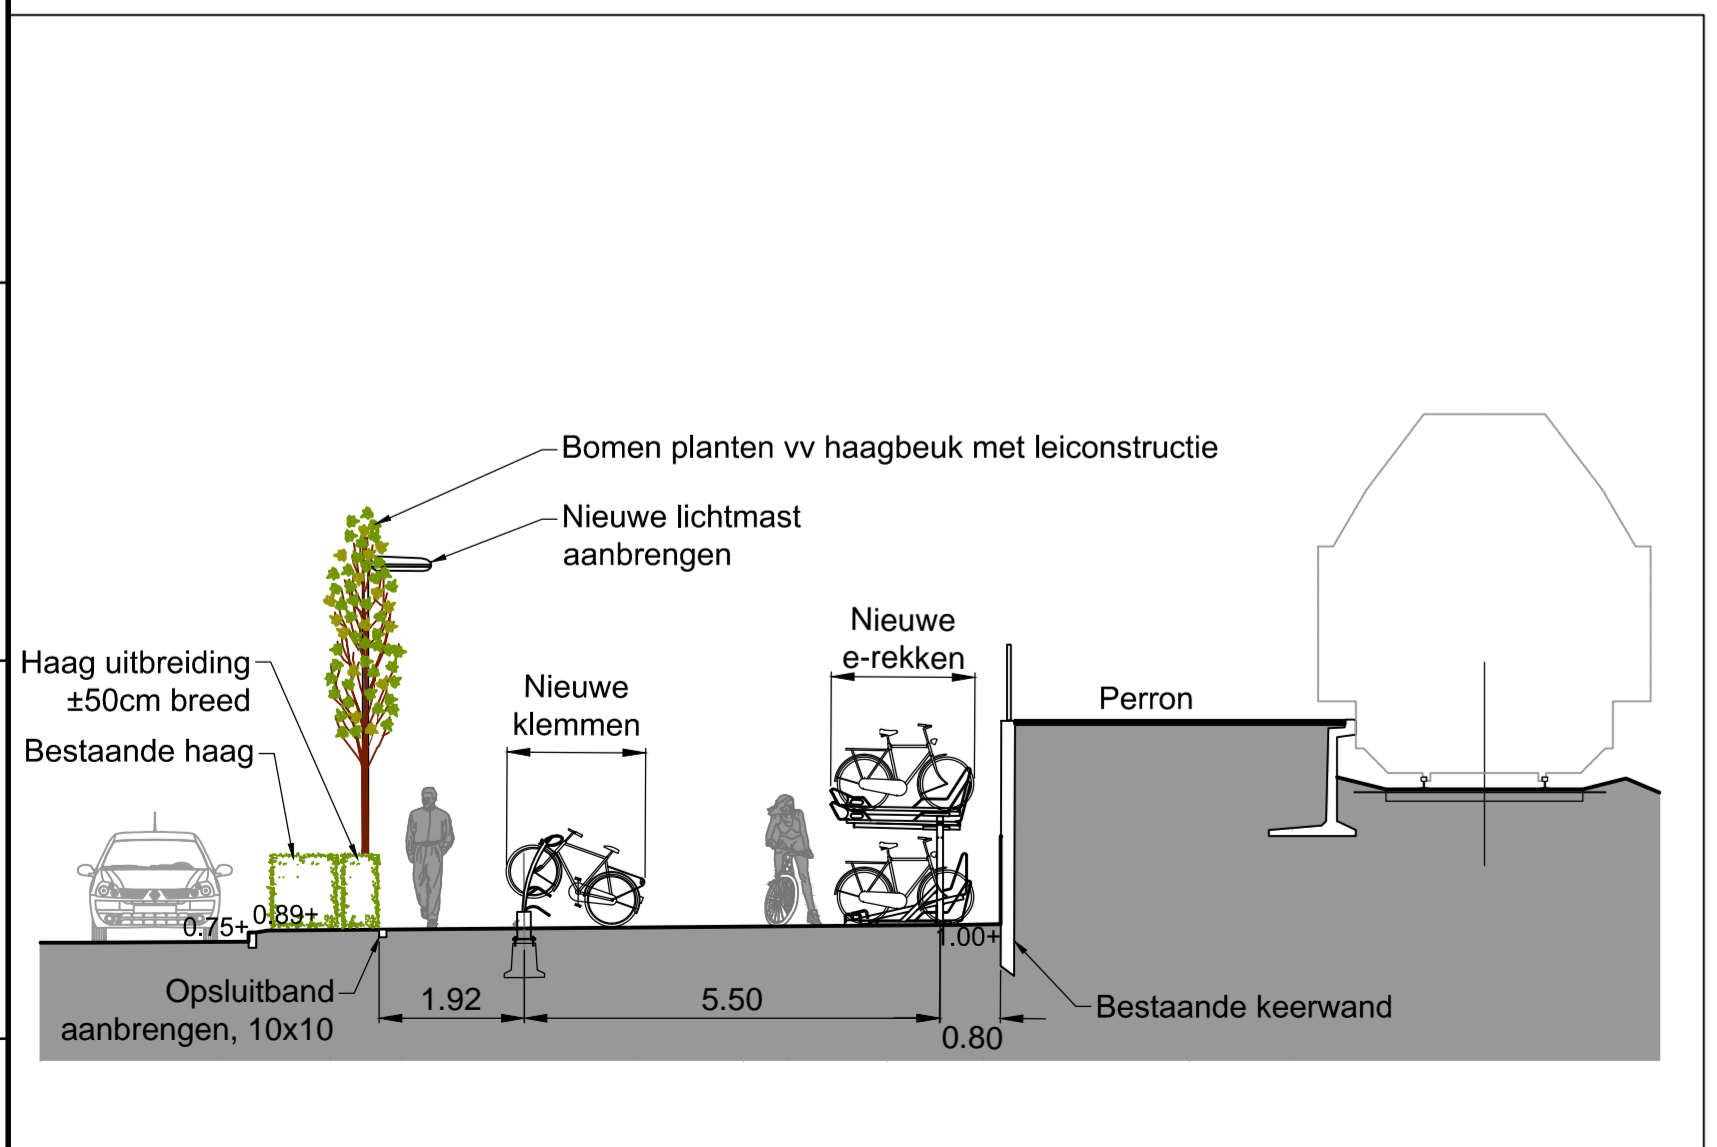 Bomen planten vv haagbeuk met leiconstructie
Nieuwe lichtmast
aanbrengen
Nieuwe
e-rekken
Haag uitbreiding
±50cm breed
Nieuwe
klemmen
Perron
Bestaande haag
0.75+
0.89+
1.00+
Opsluitband
aanbrengen, 10x10
1.92
5.50
0.80
Bestaande keerwand